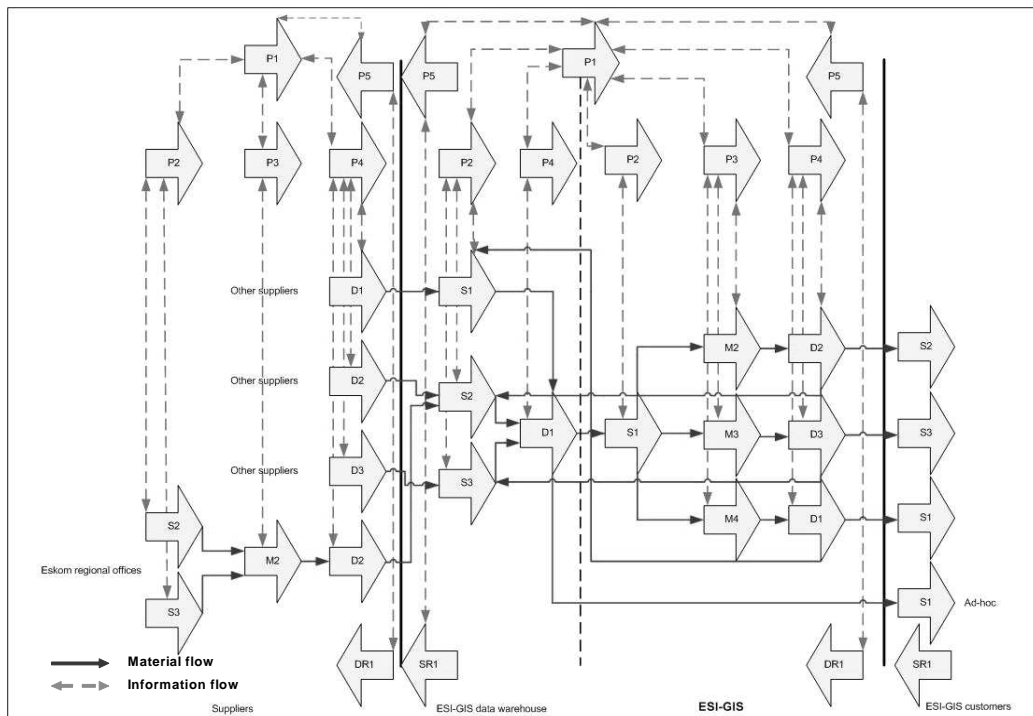 P1
P1
P5
P5
P5
P2
P3
P4
P2
P4
P2
P3
P4
Other suppliers
D1
S1
M2
D2
S2
Other suppliers
D2
S2
D1
S1
M3
D3
S3
Other suppliers
D3
S3
S2
M4
D1
S1
Eskom regional offices
M2
D2
S3
S1
Ad-hoc
Material flow
DR1
SR1
DR1
SR1
Information flow
Suppliers
ESI-GIS data warehouse
ESI-GIS
ESI-GIS customers